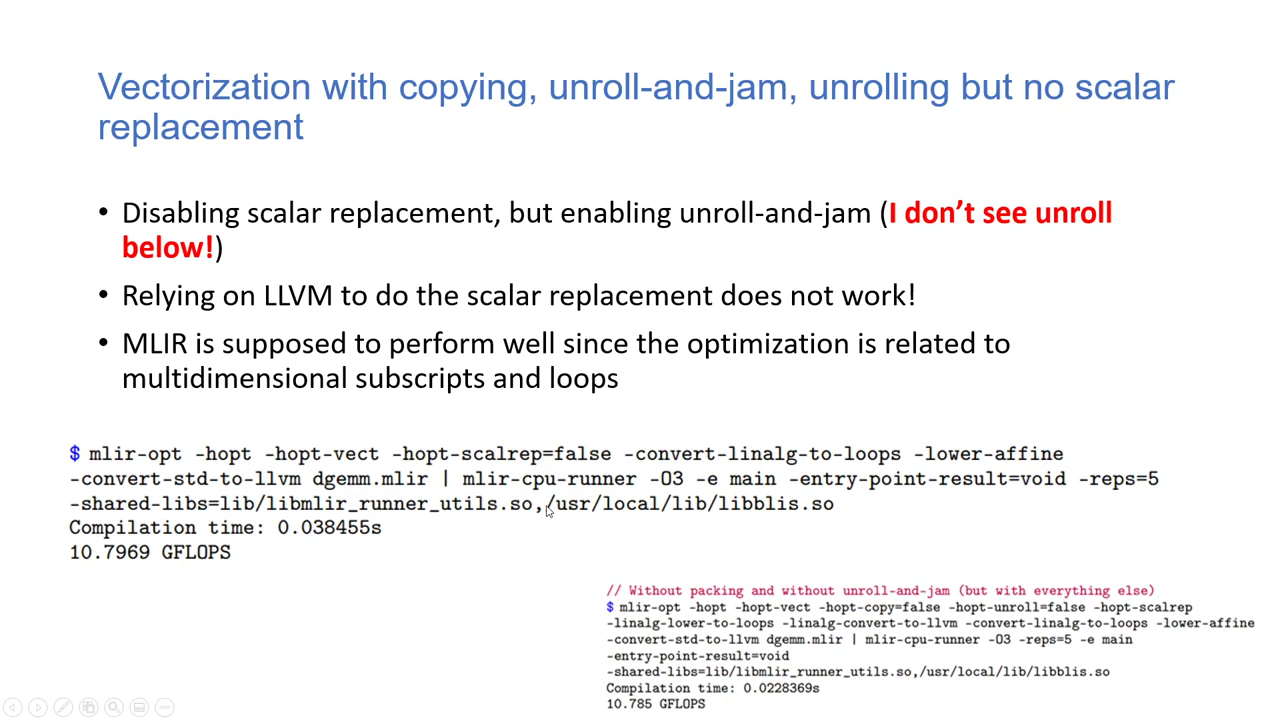 Vectorization with copying, unroll-and-jam, unrolling but no scalar
replacement
• Disabling scalar replacement, but enabling unroll-and-jam (I don’t see unroll
below!)
• Relying on LLVM to do the scalar replacement does not work!
• MLIR is supposed to perform well since the optimization is related to
multidimensional subscripts and loops
$ mlir-opt -hopt -hopt-vect -hopt-scalrep=false -convert-linalg-to-loops -lower-affine
-convert-std-to-llvm dgemm.mlir | mlir-cpu-runner -O3 -e main -entry-point-result=void -reps=5
-shared-libs=lib/libmlir_runner_utils.so,/usr/local/lib/libblis.so
Compilation time: 0.038455s
10.7969 GFLOPS
// Without packing and without unroll-and-jam (but with everything else)
$ mlir-opt -hopt -hopt-vect -hopt-copy=false -hopt-unroll=false -hopt-scalrep
-linalg-lower-to-loops -linalg-convert-to-llvm -convert-linalg-to-loops -lower-affine
-convert-std-to-llvm dgemm.mlir | mlir-cpu-runner -O3 -reps=5 -e main
-entry-point-result=void
-shared-libs=lib/libmlir_runner_utils.so,/usr/local/lib/libblis.so
Compilation time: 0.0228369s
10.785 GFLOPS